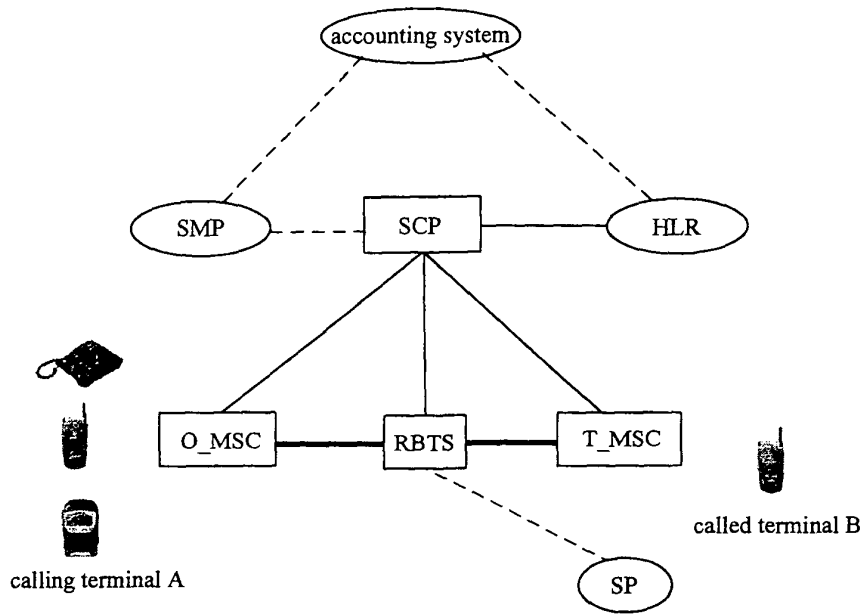 accounting system
SMP
SCP
HLR
O_MSC
RBTS
T_MSC
called terminal B
calling terminal A
SP